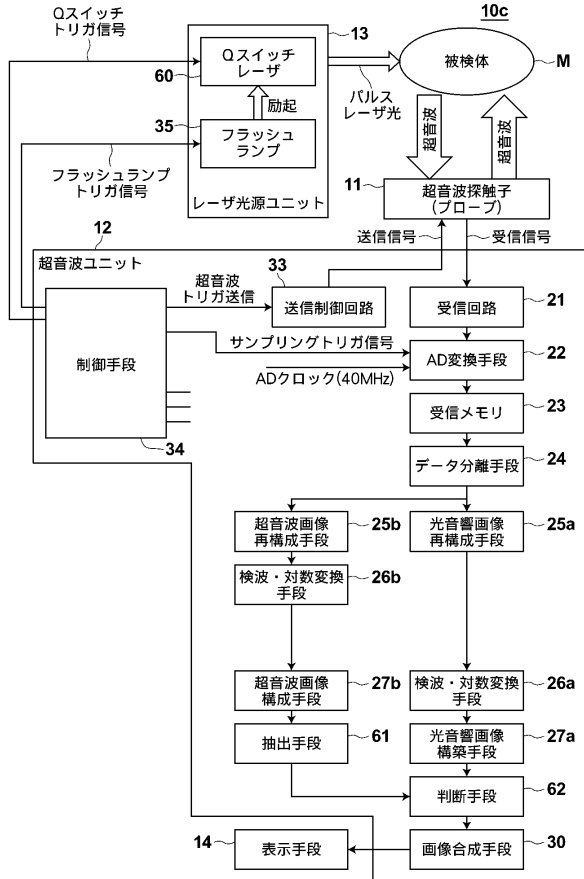 10c
Qスイッチ
トリガ信号
13
Qスイッチ
レーザ
60
被検体
M
パルス
レーザ光
励起
35
フラッシュ
ランプ
フラッシュランプ
トリガ信号
レーザ光源ユニット
超音波
超音波
11
超音波探触子
(プローブ)
12
送信信号
受信信号
超音波ユニット
超音波
トリガ送信
33
送信制御回路
受信回路
21
制御手段
サンプリングトリガ信号
AD変換手段
22
ADクロック(40MHz)
受信メモリ
23
34
データ分離手段
24
超音波画像
再構成手段
25b
光音響画像
再構成手段
25a
検波・対数変換
手段
26b
超音波画像
構成手段
27b
検波・対数変換
手段
26a
抽出手段
61
光音響画像
構築手段
27a
判断手段
62
14
表示手段
画像合成手段
30